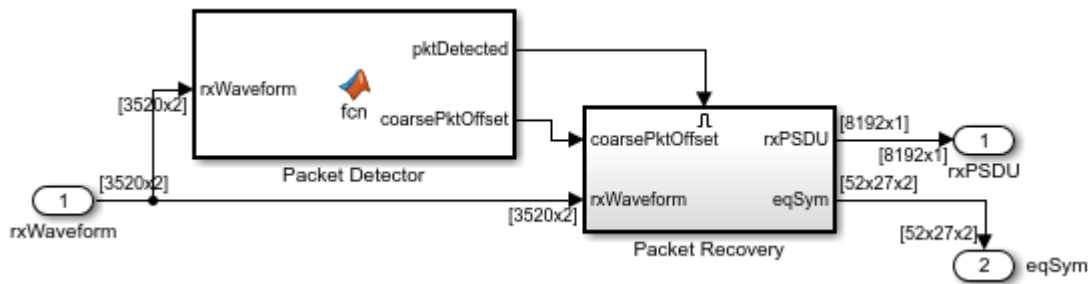 pktDetected
rxWaveform
[3520x2]
fcn
coarsePktOffset
Packet Detector
[3520x2]
1
rxWaveform
coarsePktOffset
rxPSDU
[8192x1]
[8192x1]
1
rxPSDU
rxWaveform
[3520x2]
eqSym
[52x27x2]
Packet Recovery
[52x27x2]
2
eqSym